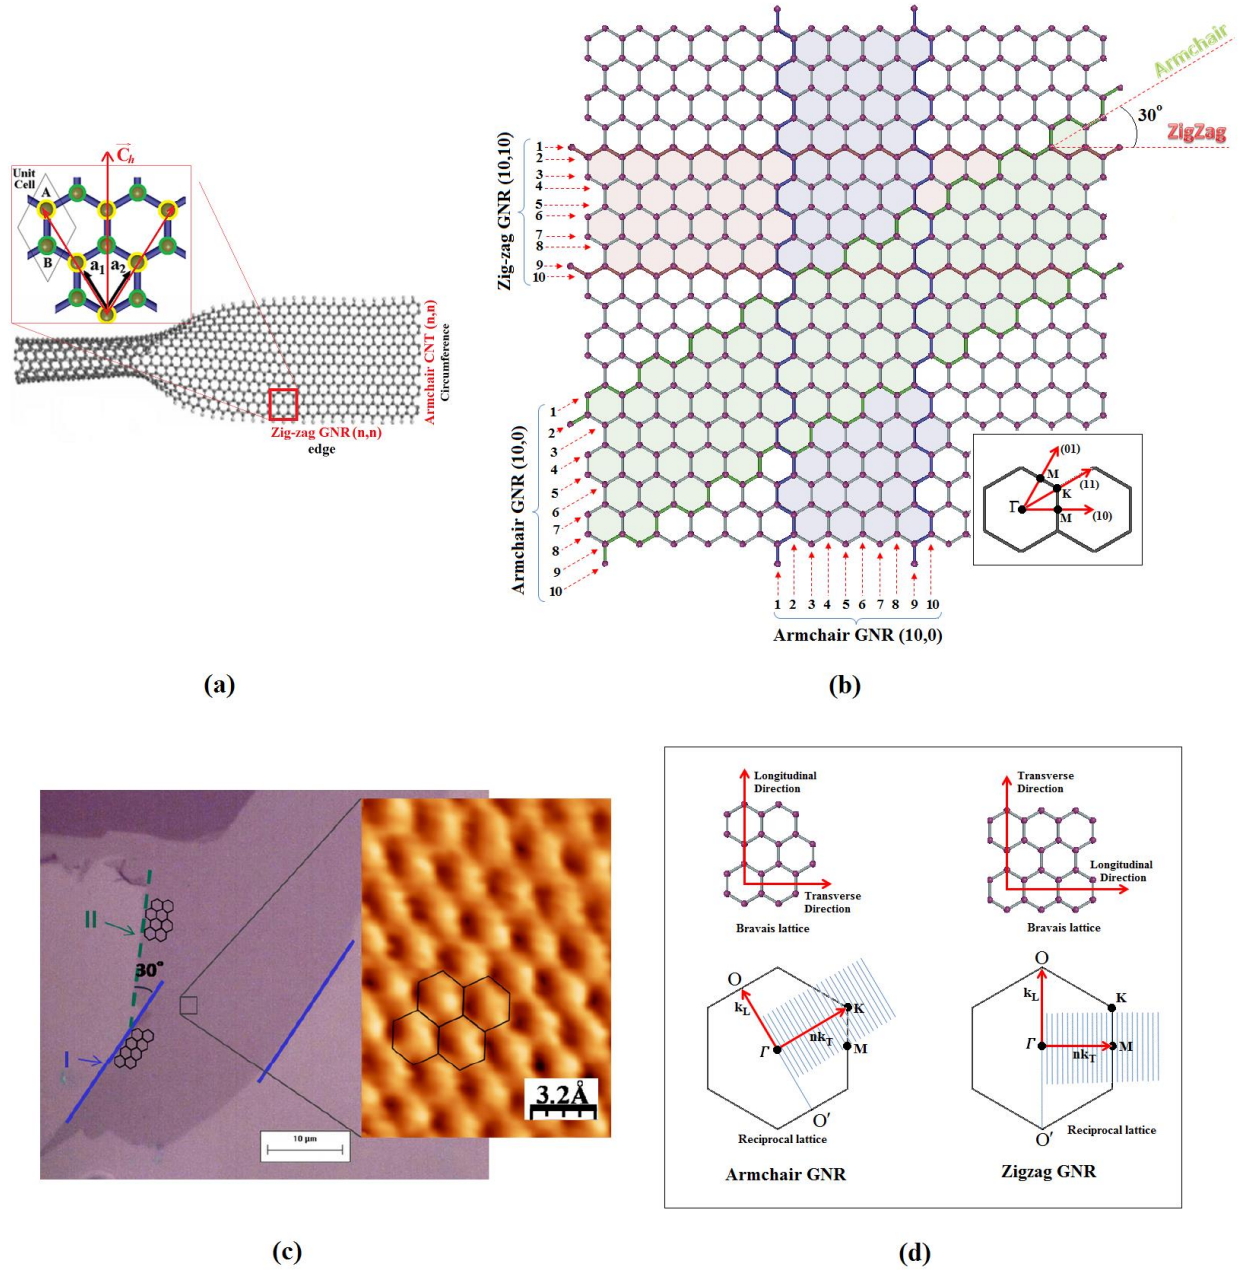 C⃗h
Unit
Cell
A
B
a1
a2
Armchair CNT (n,n)
Circumference
Zig-zag GNR (n,n)
edge
(a)
Armchair
30°
ZigZag
Zig-zag GNR (10,10)
1
2
3
4
5
6
7
8
9
10
Armchair GNR (10,0)
1
2
3
4
5
6
7
8
9
10
1 2 3 4 5 6 7 8 9 10
Armchair GNR (10,0)
(01)
M
K
(11)
Γ
M
(10)
(b)
II
30°
I
10 µm
3.2Å
(c)
Longitudinal
Direction
Transverse
Direction
Bravais lattice
O
kL
K
nkT
Γ
M
O'
Reciprocal lattice
Armchair GNR
Transverse
Direction
Longitudinal
Direction
Bravais lattice
O
kL
K
Γ
M
nkT
O'
Reciprocal lattice
Zigzag GNR
(d)